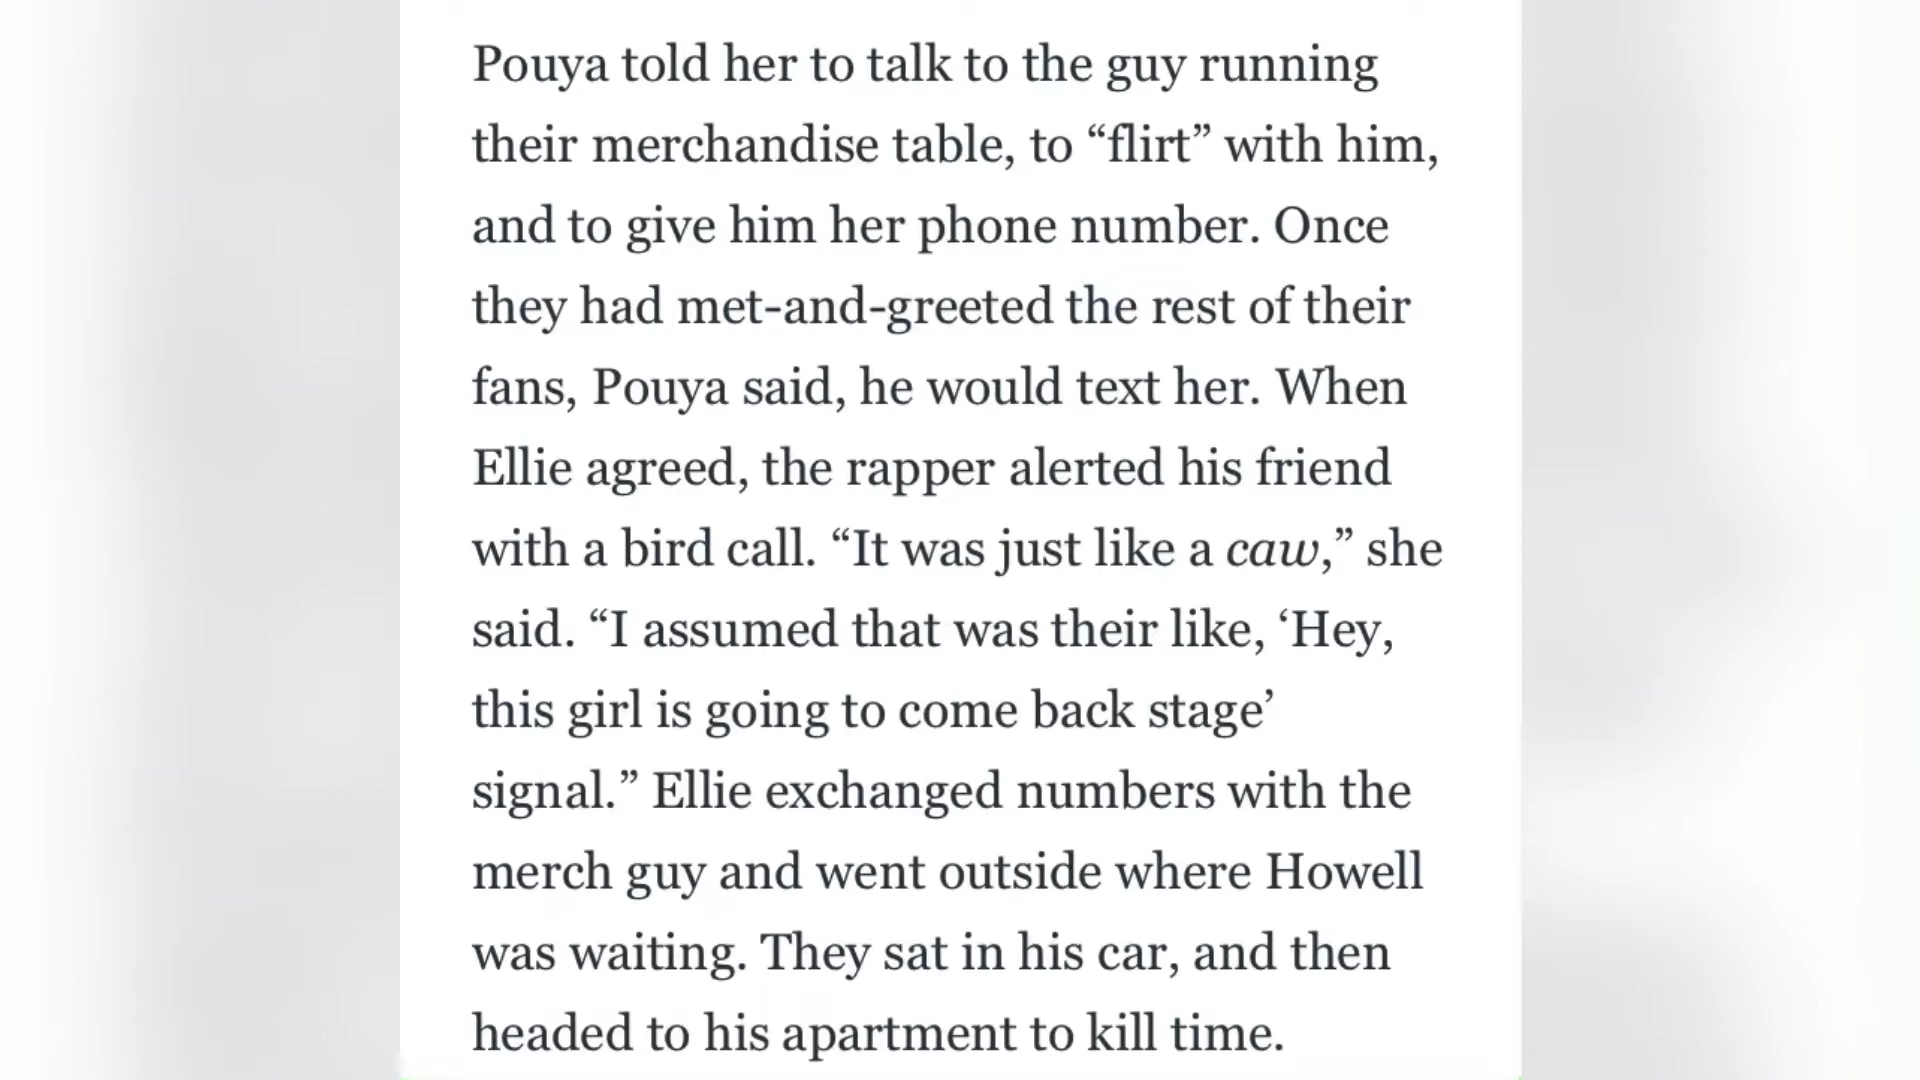 Pouya told her to talk to the guy running
their merchandise table, to “flirt” with him,
and to give him her phone number. Once
they had met-and-greeted the rest of their
fans, Pouya said, he would text her. When
Ellie agreed, the rapper alerted his friend
with a bird call. “It was just like a caw,” she
said. “I assumed that was their like, ‘Hey,
this girl is going to come back stage’
signal.” Ellie exchanged numbers with the
merch guy and went outside where Howell
was waiting. They sat in his car, and then
headed to his apartment to kill time.